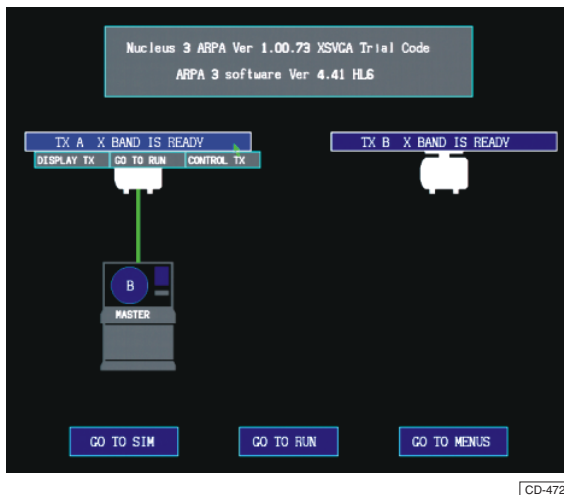 Nucleus 3 ARPA Ver 1.00.73 XSVGA Trial Code
ARPA 3 software Ver 4.41 HL6
TX A X BAND IS READY
TX B X BAND IS READY
DISPLAY TX GO TO RUN CONTROL TX
B
MASTER
GO TO SIM
GO TO RUN
GO TO MENUS
CD-472